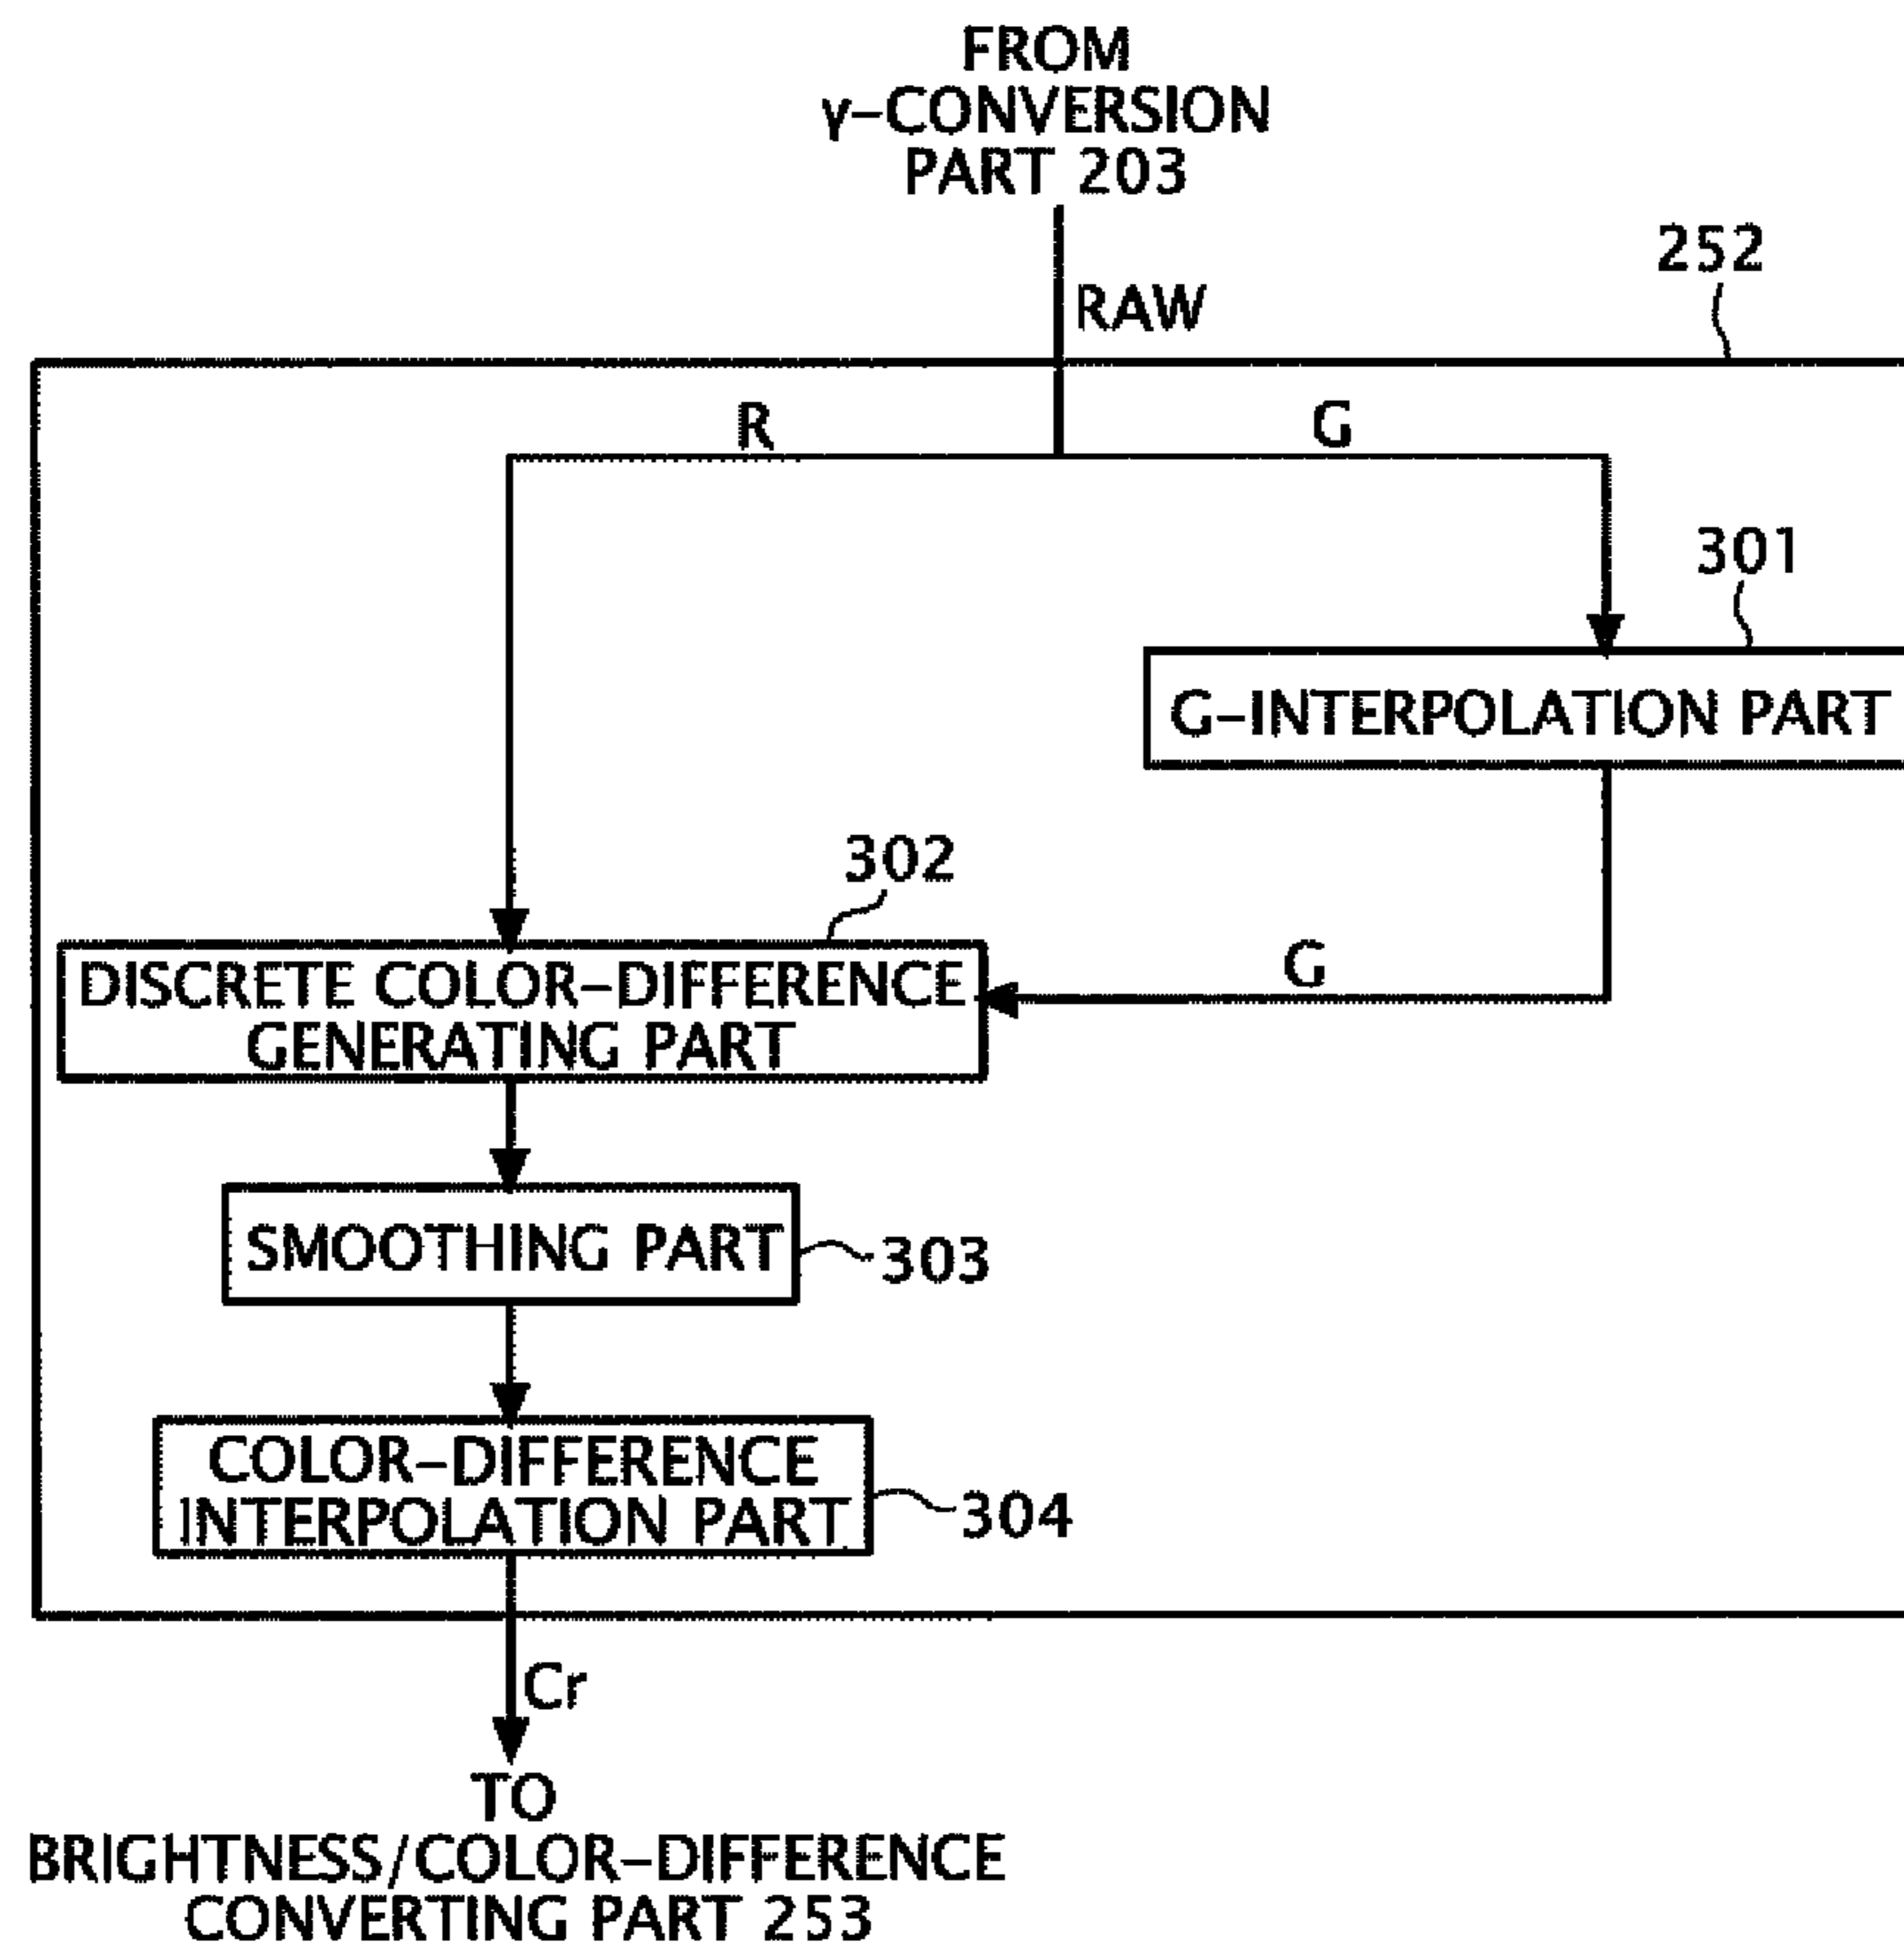 FROM
γ-CONVERSION
PART 203
252
RAW
R
G
301
G-INTERPOLATION PART
302
DISCRETE COLOR-DIFFERENCE
GENERATING PART
G
SMOOTHING PART
303
COLOR-DIFFERENCE
INTERPOLATION PART
304
Cr
TO
BRIGHTNESS/COLOR-DIFFERENCE
CONVERTING PART 253